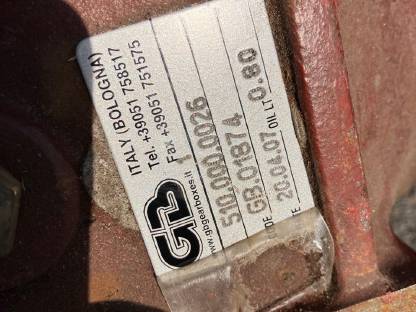 GB
www.gbgearboxes.it
ITALY (BOLOGNA)
Tel. +39051 758517
Fax +39051 751575
510.000.0026
GB.01874
20.04.07 OIL LT. 0.80